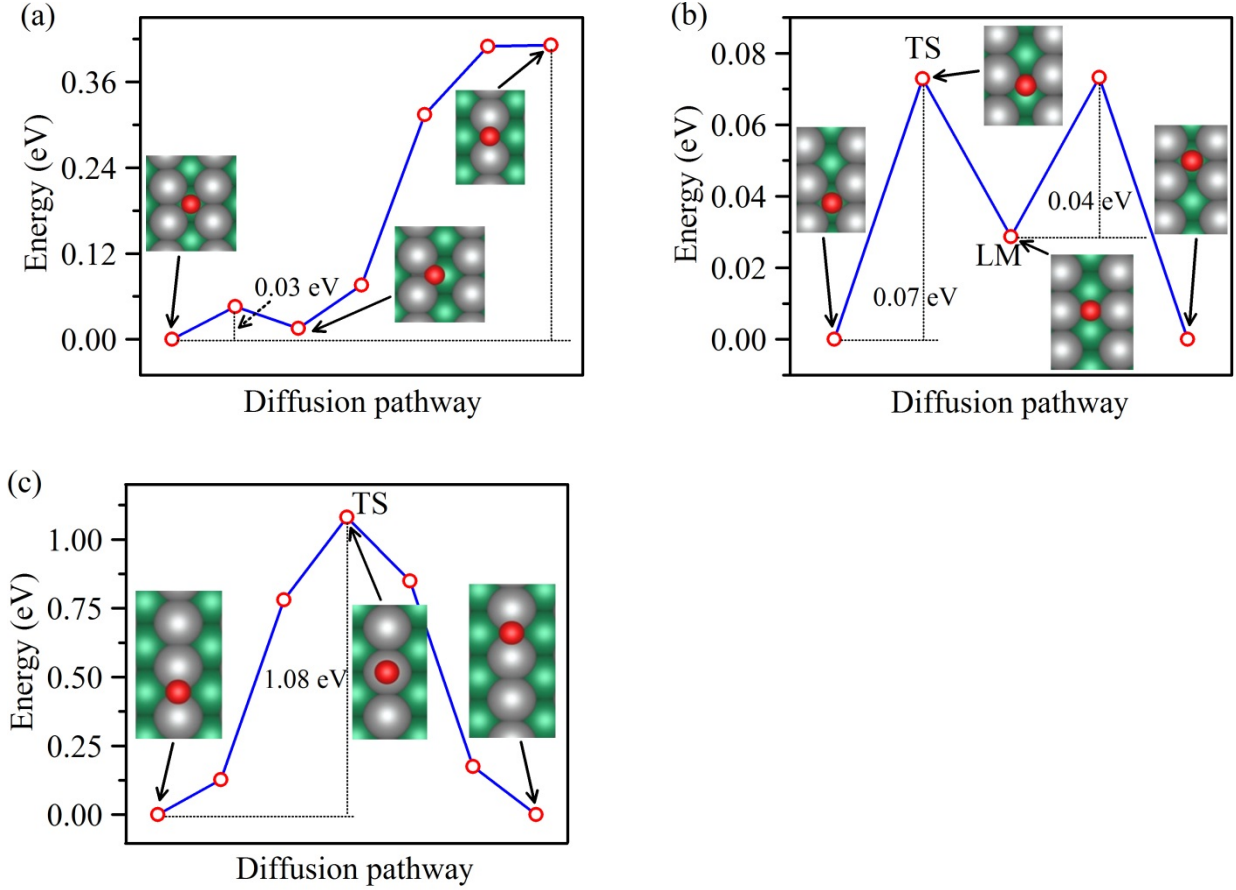 (a)
Energy (eV)
0.36
0.24
0.12
0.00
0.03 eV
Diffusion pathway
(b)
Energy (eV)
0.08
0.06
0.04
0.02
0.00
TS
0.04 eV
LM
0.07 eV
Diffusion pathway
(c)
Energy (eV)
1.00
0.75
0.50
0.25
0.00
TS
1.08 eV
Diffusion pathway